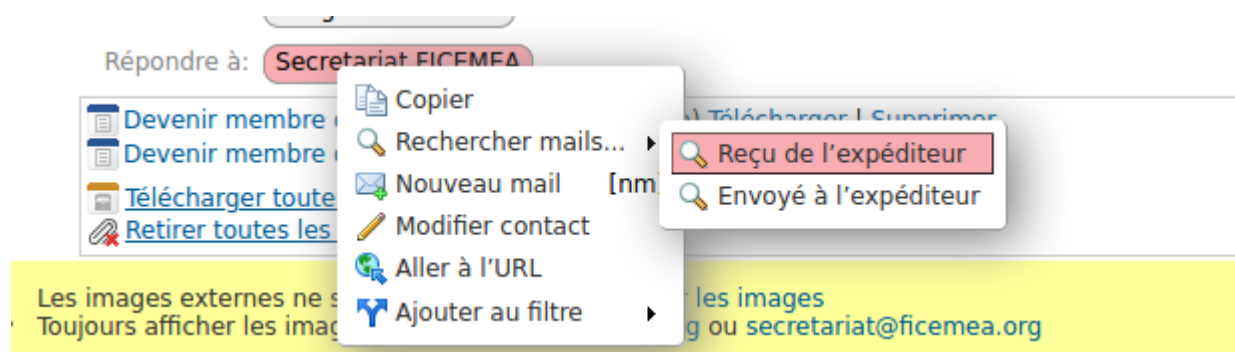 Répondre à: Secretariat FICEMEA
Devenir membre
Télécharger | Supprimer
Devenir membre
Télécharger toute
Retirer toutes les
Copier
Rechercher mails...
Nouveau mail [nm
Modifier contact
Aller à l’URL
Ajouter au filtre
Reçu de l’expéditeur
Envoyé à l’expéditeur
Les images externes ne s
les images
Toujours afficher les imag
g ou secretariat@ficemea.org